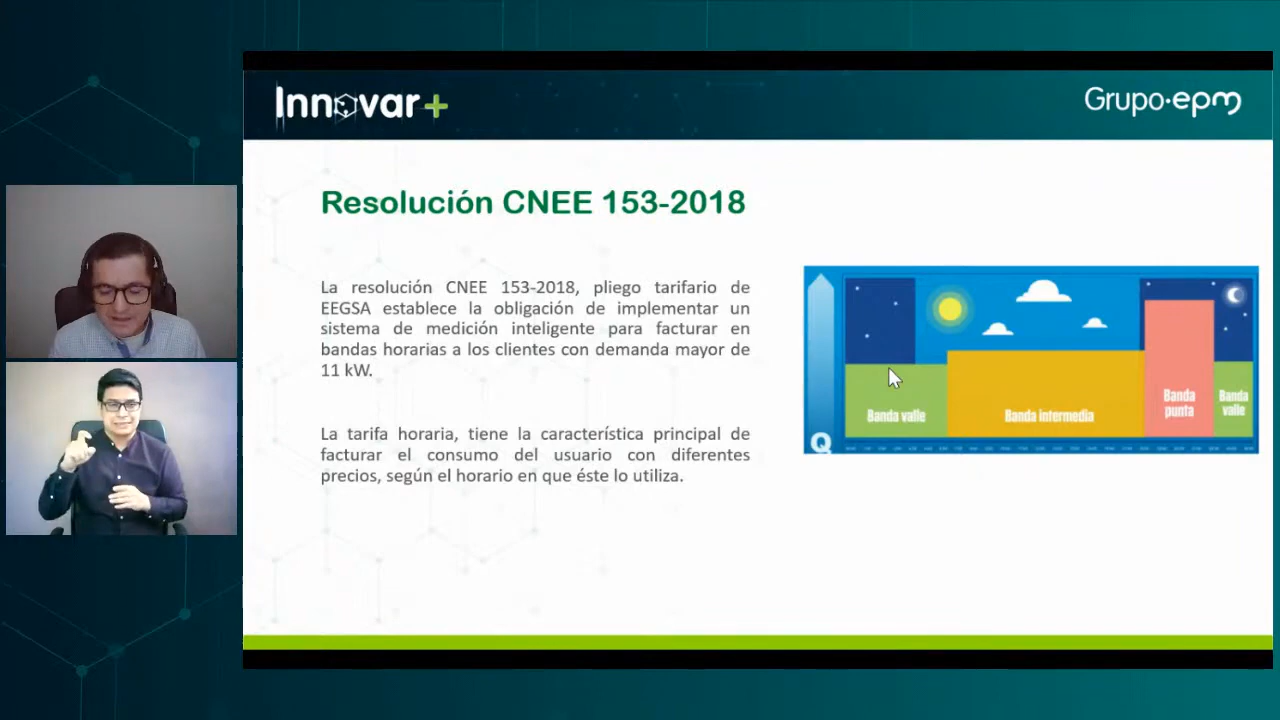 Innovar+
Grupo·epm
Resolución CNEE 153-2018
La resolución CNEE 153-2018, pliego tarifario de
EEGSA establece la obligación de implementar un
sistema de medición inteligente para facturar en
bandas horarias a los clientes con demanda mayor de
11 kW.
La tarifa horaria, tiene la característica principal de
facturar el consumo del usuario con diferentes
precios, según el horario en que éste lo utiliza.
Q
Banda valle
Banda intermedia
Banda
punta
Banda
valle